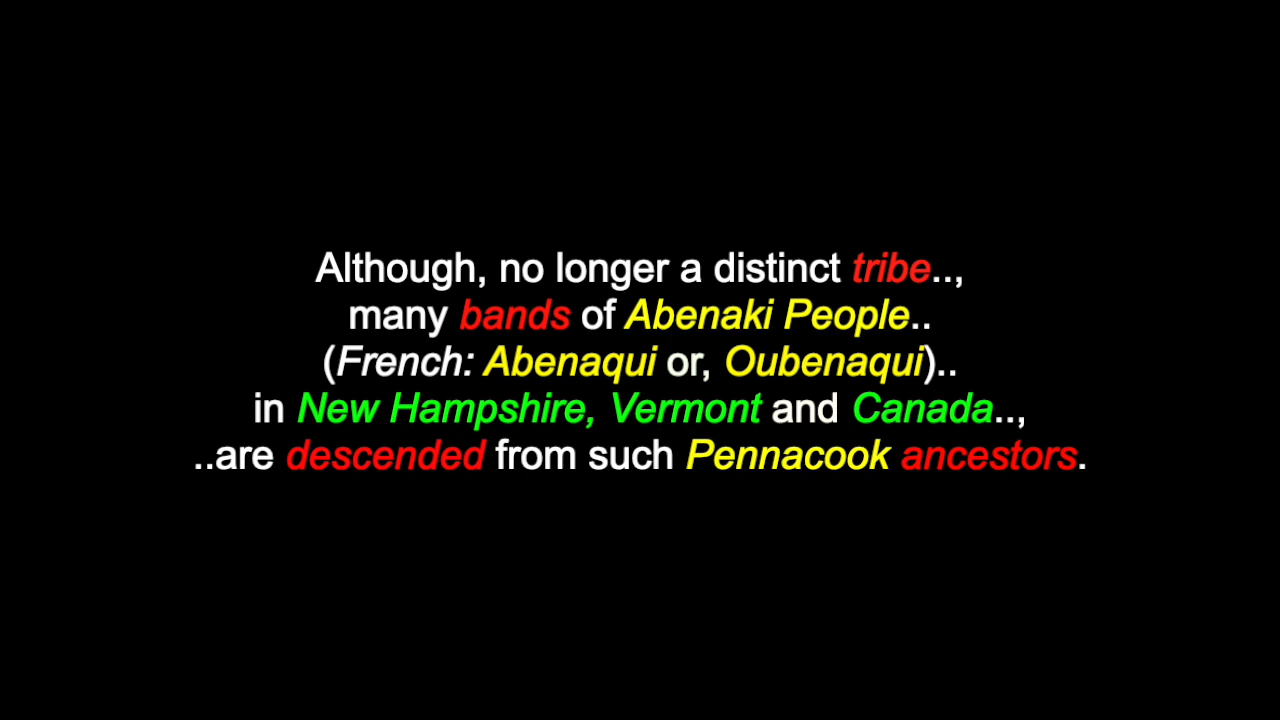 Although, no longer a distinct tribe..,
many bands of Abenaki People..
(French: Abenaqui or, Oubenaqui)..
in New Hampshire, Vermont and Canada..,
..are descended from such Pennacook ancestors.